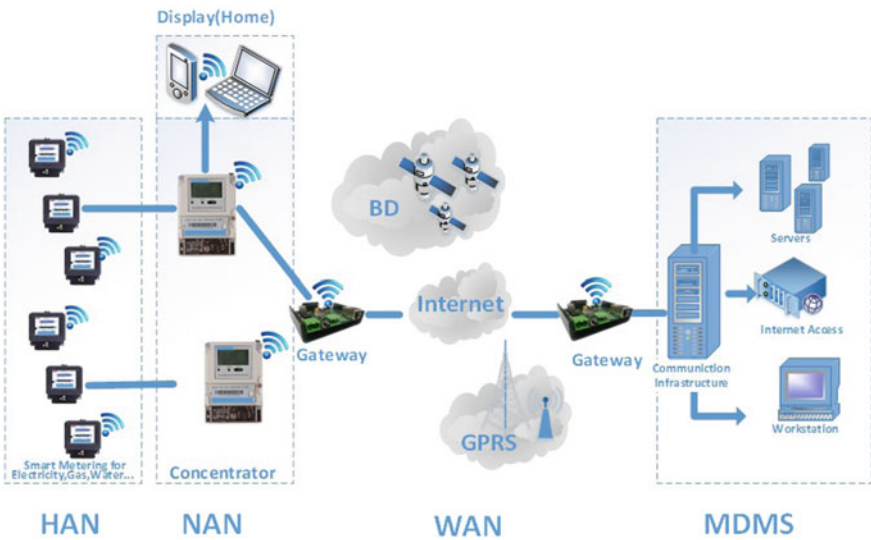 Display(Home)
BD
Servers
Internet
Internet Access
Gateway
Gateway
Communiction
Infrastructure
GPRS
Workstation
Smart Metering for
Electricity,Gas,Water...
Concentrator
HAN
NAN
WAN
MDMS